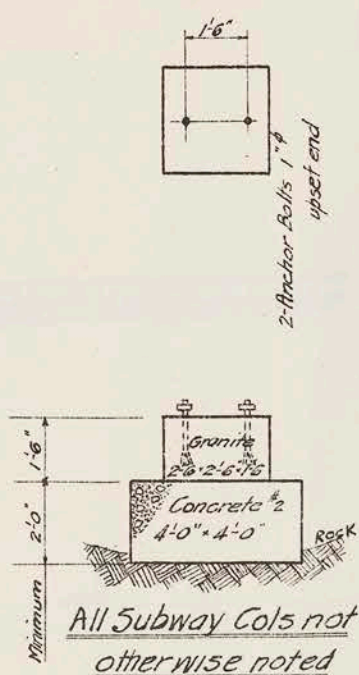 1'-6"
2-Anchor Bolts 1"ϕ
upset end
1'-6"
2'-0"
Minimum
Granite
2'-6"×2'-6"×1'-6
Concrete #2
4'-0" × 4'-0"
ROCK
All Subway Cols not
otherwise noted